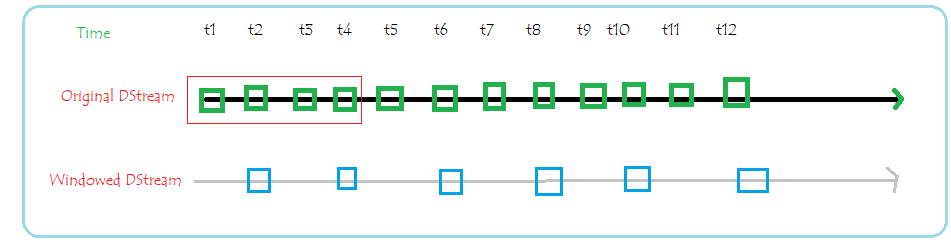 Time t1 t2 t3 t4 t5 t6 t7 t8 t9 t10 t11 t12
Original DStream
Windowed DStream